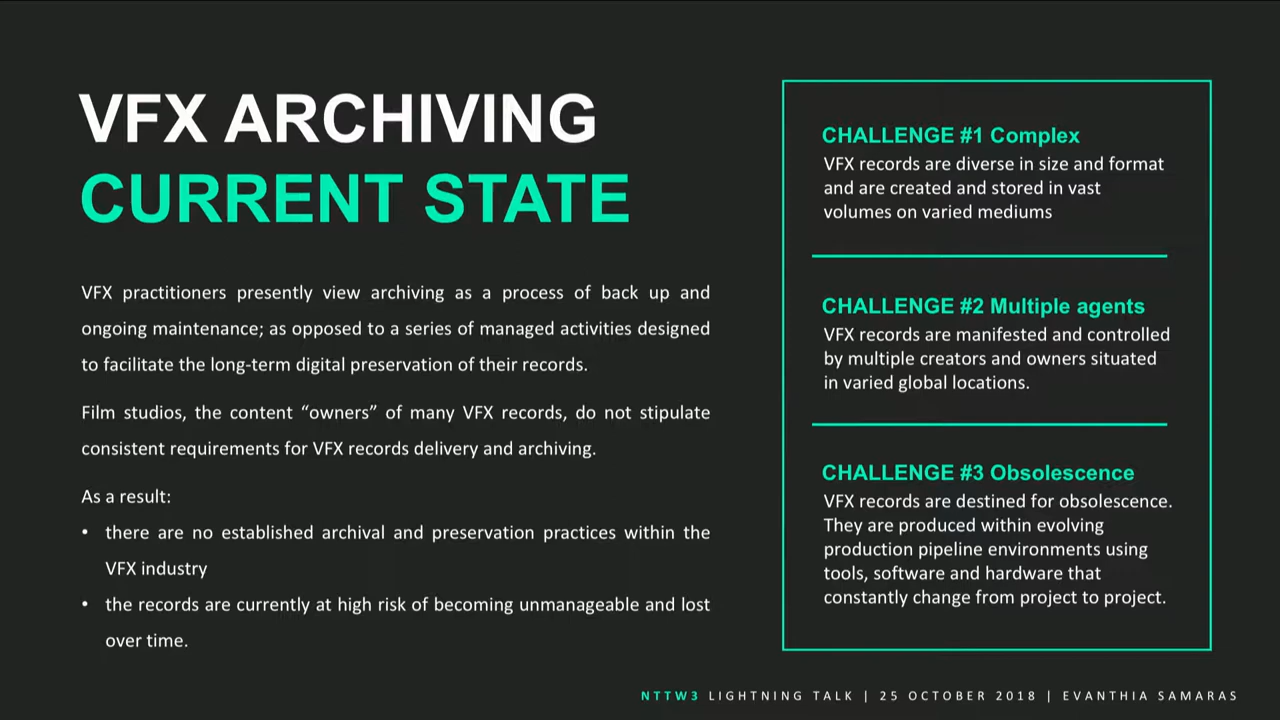 VFX ARCHIVING
CURRENT STATE
VFX practitioners presently view archiving as a process of back up and
ongoing maintenance; as opposed to a series of managed activities designed
to facilitate the long-term digital preservation of their records.
Film studios, the content “owners” of many VFX records, do not stipulate
consistent requirements for VFX records delivery and archiving.
As a result:
• there are no established archival and preservation practices within the
VFX industry
• the records are currently at high risk of becoming unmanageable and lost
over time.
CHALLENGE #1 Complex
VFX records are diverse in size and format
and are created and stored in vast
volumes on varied mediums
CHALLENGE #2 Multiple agents
VFX records are manifested and controlled
by multiple creators and owners situated
in varied global locations.
CHALLENGE #3 Obsolescence
VFX records are destined for obsolescence.
They are produced within evolving
production pipeline environments using
tools, software and hardware that
constantly change from project to project.
NTTW3 LIGHTNING TALK | 25 OCTOBER 2018 | EVANTHIA SAMARAS